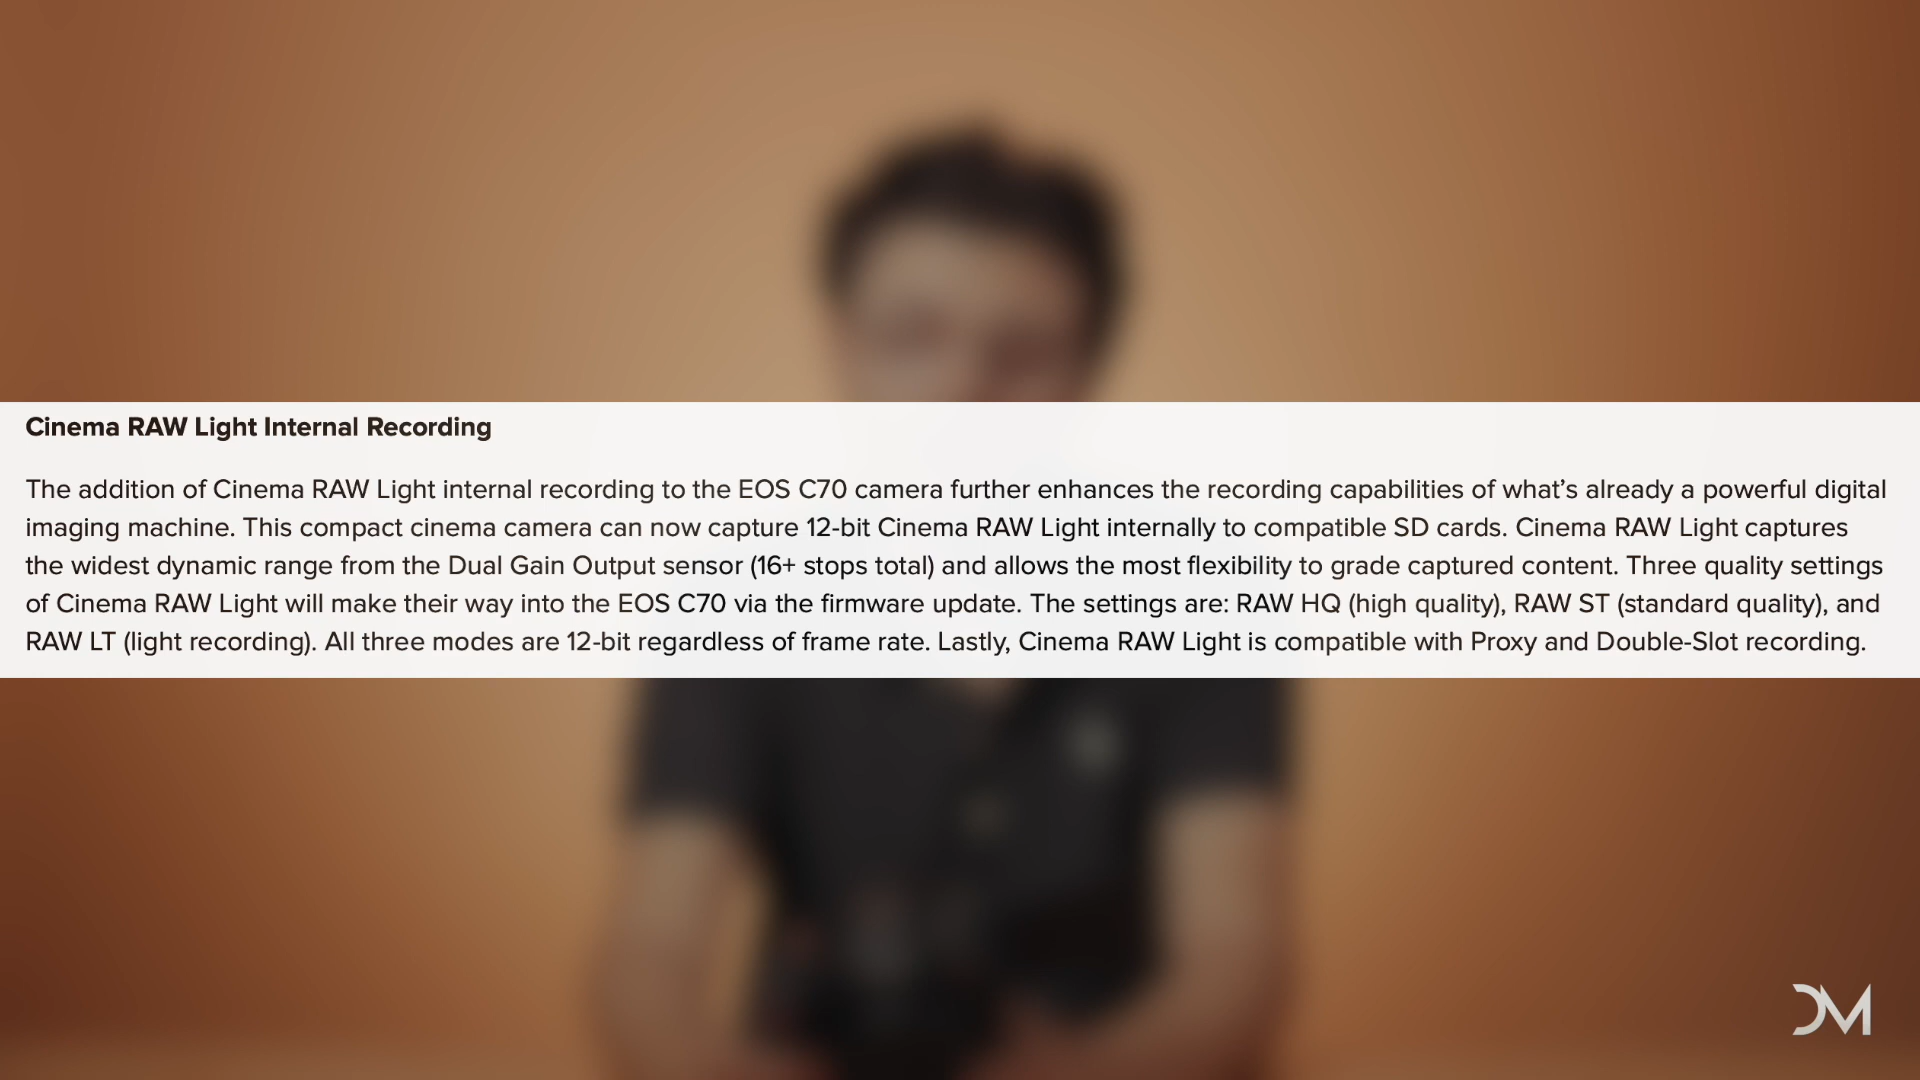 Cinema RAW Light Internal Recording
The addition of Cinema RAW Light internal recording to the EOS C70 camera further enhances the recording capabilities of what’s already a powerful digital
imaging machine. This compact cinema camera can now capture 12-bit Cinema RAW Light internally to compatible SD cards. Cinema RAW Light captures
the widest dynamic range from the Dual Gain Output sensor (16+ stops total) and allows the most flexibility to grade captured content. Three quality settings
of Cinema RAW Light will make their way into the EOS C70 via the firmware update. The settings are: RAW HQ (high quality), RAW ST (standard quality), and
RAW LT (light recording). All three modes are 12-bit regardless of frame rate. Lastly, Cinema RAW Light is compatible with Proxy and Double-Slot recording.
DM